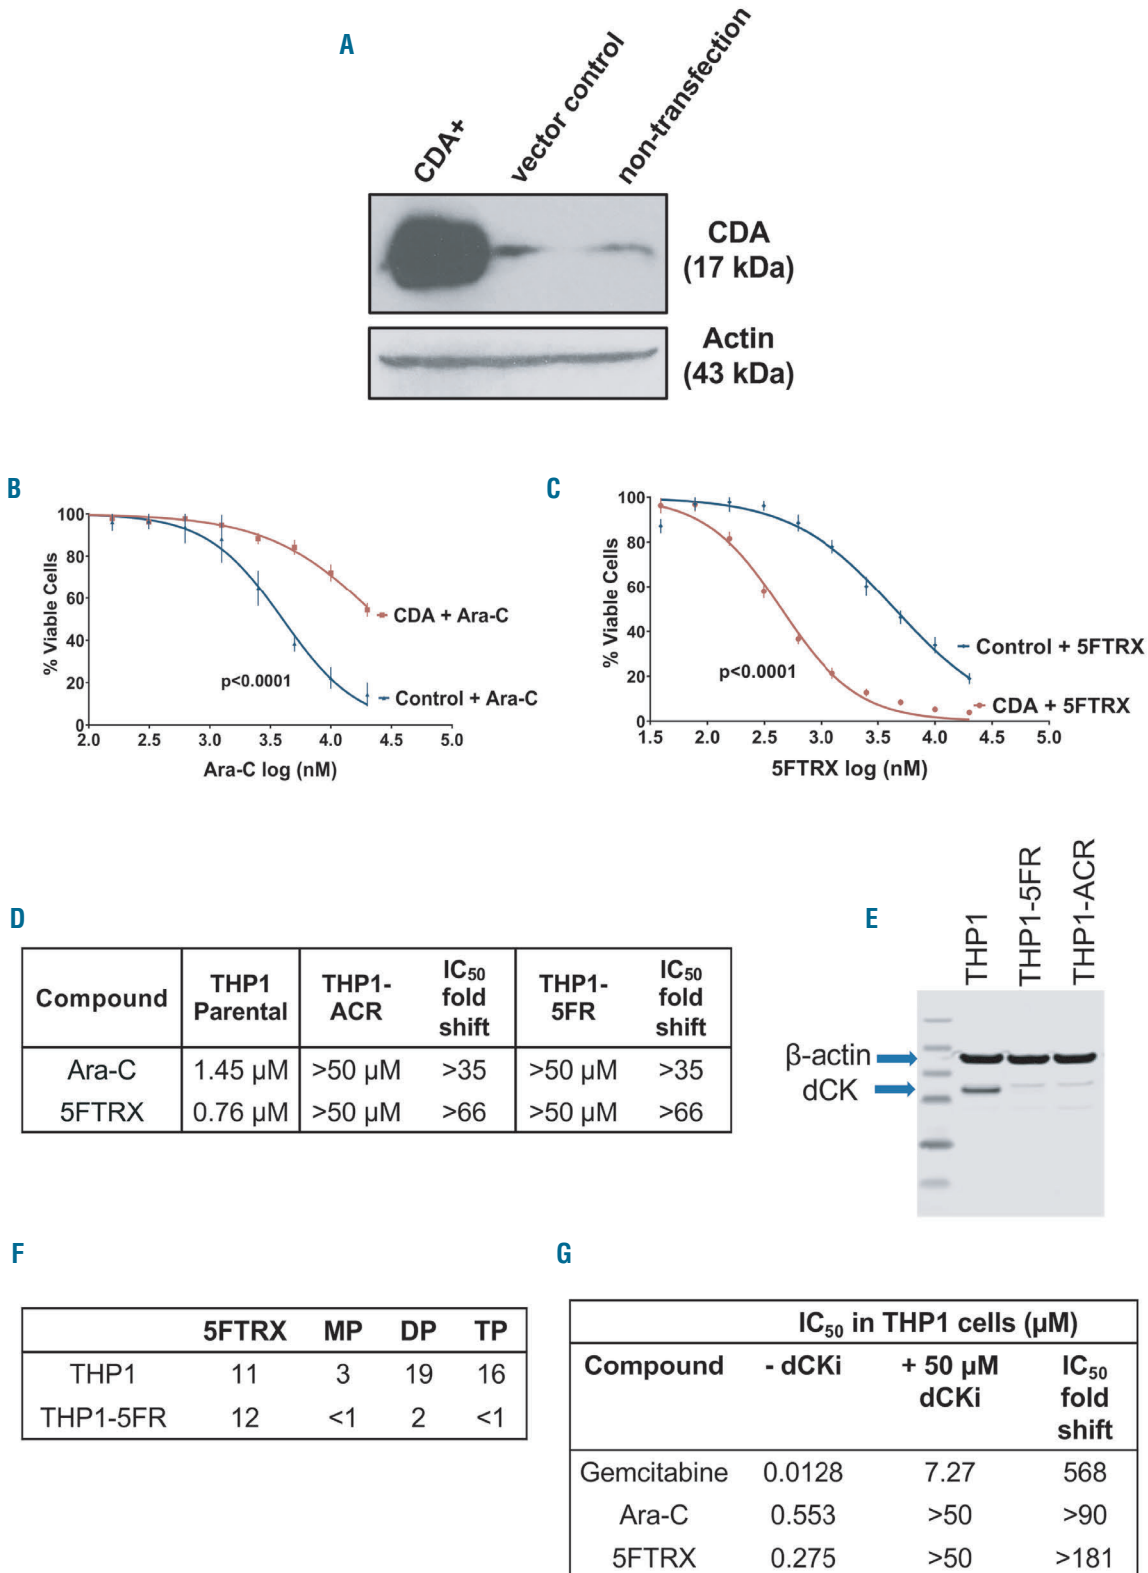 A
CDA+
vector control
non-transfection
CDA
(17 kDa)
Actin
(43 kDa)
B
% Viable Cells
100
80
60
40
20
0
2.0 2.5 3.0 3.5 4.0 4.5 5.0
Ara-C log (nM)
CDA + Ara-C
Control + Ara-C
p<0.0001
C
% Viable Cells
100
80
60
40
20
0
1.5 2.0 2.5 3.0 3.5 4.0 4.5 5.0
5FTRX log (nM)
Control + 5FTRX
CDA + 5FTRX
p<0.0001
D
Compound THP1 Parental THP1-ACR IC50 fold shift THP1-5FR IC50 fold shift
Ara-C 1.45 µM >50 µM >35 >50 µM >35
5FTRX 0.76 µM >50 µM >66 >50 µM >66
E
THP1
THP1-5FR
THP1-ACR
β-actin
dCK
F
5FTRX MP DP TP
THP1 11 3 19 16
THP1-5FR 12 <1 2 <1
G
IC50 in THP1 cells (µM)
Compound - dCKi + 50 µM dCKi IC50 fold shift
Gemcitabine 0.0128 7.27 568
Ara-C 0.553 >50 >90
5FTRX 0.275 >50 >181